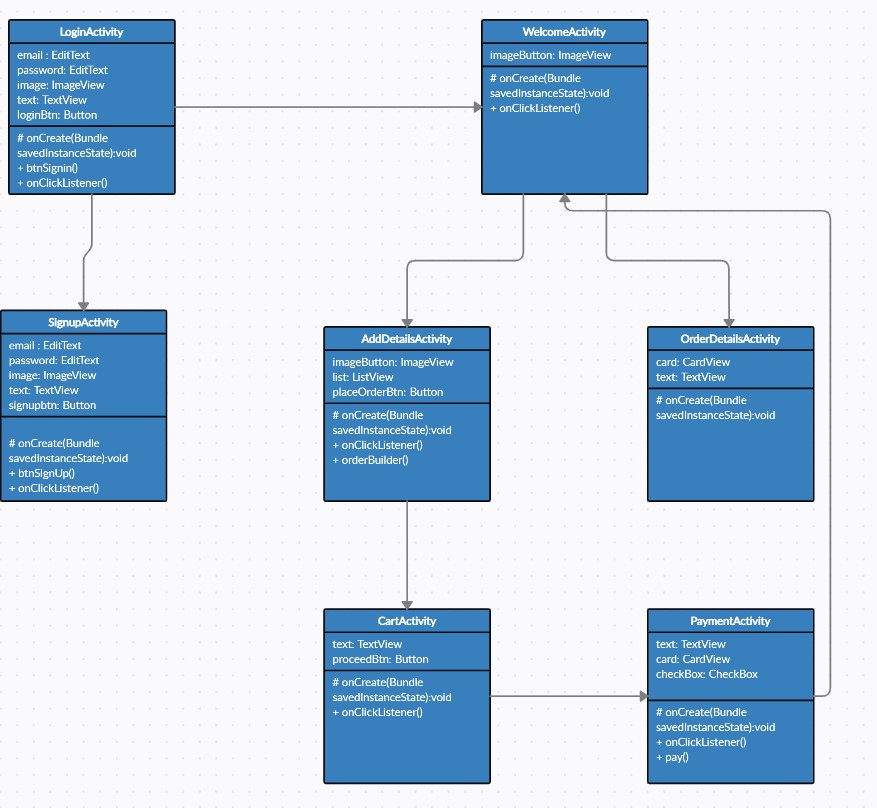 LoginActivity
email : EditText
password: EditText
image: ImageView
text: TextView
loginBtn: Button
# onCreate(Bundle
savedInstanceState):void
+ btnSignin()
+ onClickListener()
WelcomeActivity
imageButton: ImageView
# onCreate(Bundle
savedInstanceState):void
+ onClickListener()
SignupActivity
email : EditText
password: EditText
image: ImageView
text: TextView
signupbtn: Button
# onCreate(Bundle
savedInstanceState):void
+ btnSignUp()
+ onClickListener()
AddDetailsActivity
imageButton: ImageView
list: ListView
placeOrderBtn: Button
# onCreate(Bundle
savedInstanceState):void
+ onClickListener()
+ orderBuilder()
OrderDetailsActivity
card: CardView
text: TextView
# onCreate(Bundle
savedInstanceState):void
CartActivity
text: TextView
proceedBtn: Button
# onCreate(Bundle
savedInstanceState):void
+ onClickListener()
PaymentActivity
text: TextView
card: CardView
checkBox: CheckBox
# onCreate(Bundle
savedInstanceState):void
+ onClickListener()
+ pay()